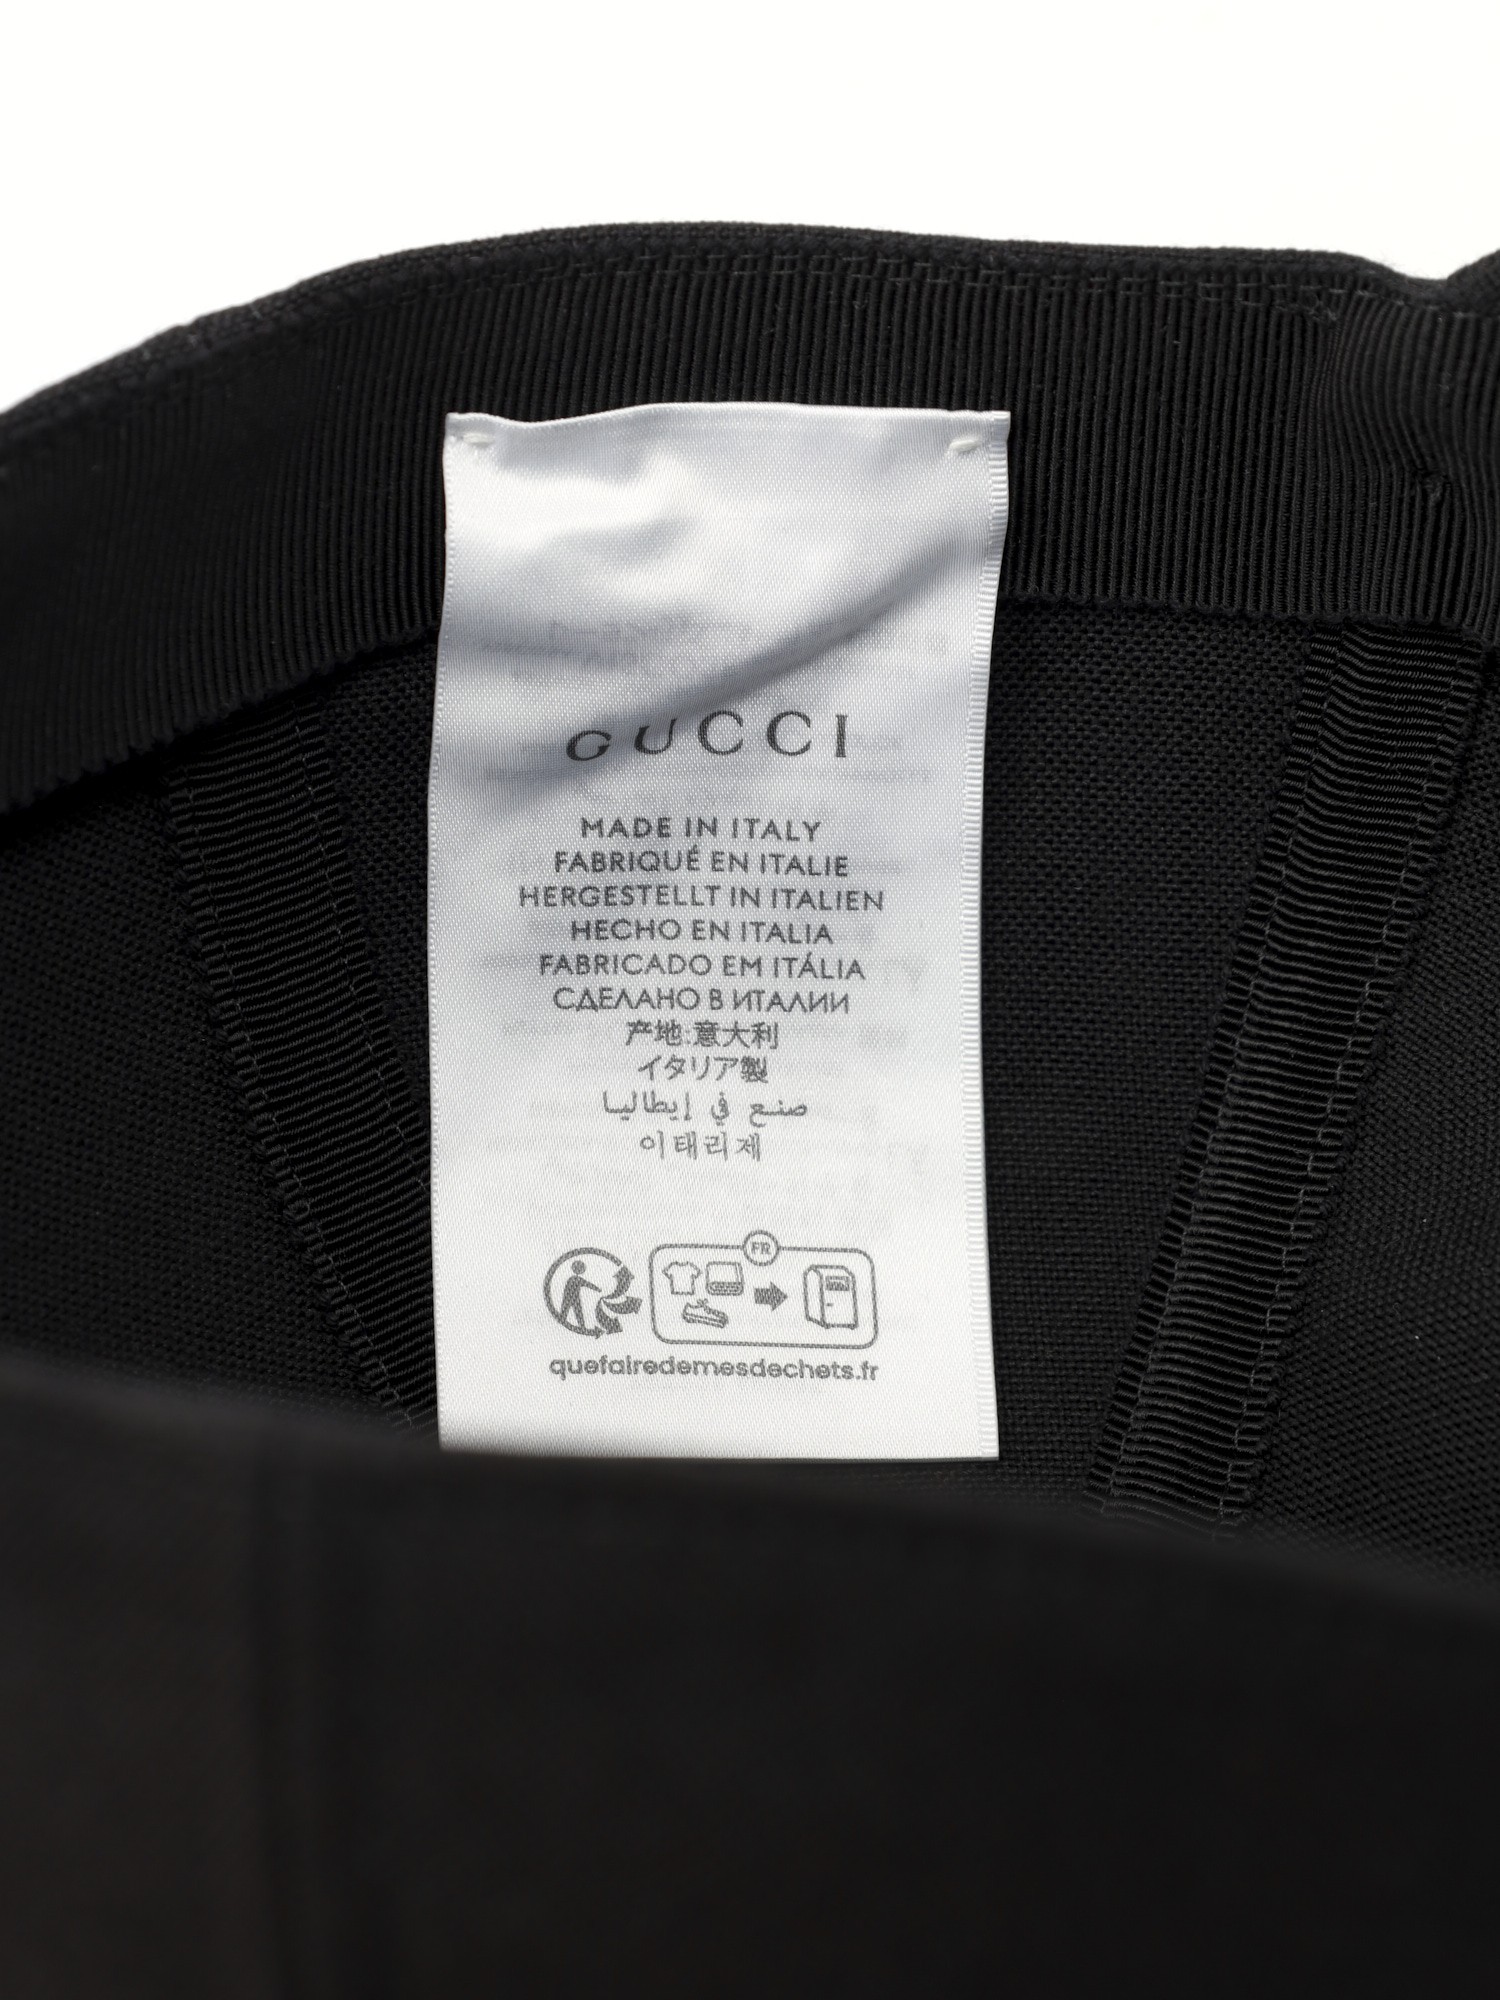 GUCCI
MADE IN ITALY
FABRIQUÉ EN ITALIE
HERGESTELLT IN ITALIEN
HECHO EN ITALIA
FABRICADO EM ITÁLIA
СДЕЛАНО В ИТАЛИИ
产地:意大利
イタリア製
صنع في إيطاليا
이태리제
FR
quefairedemesdechets.fr